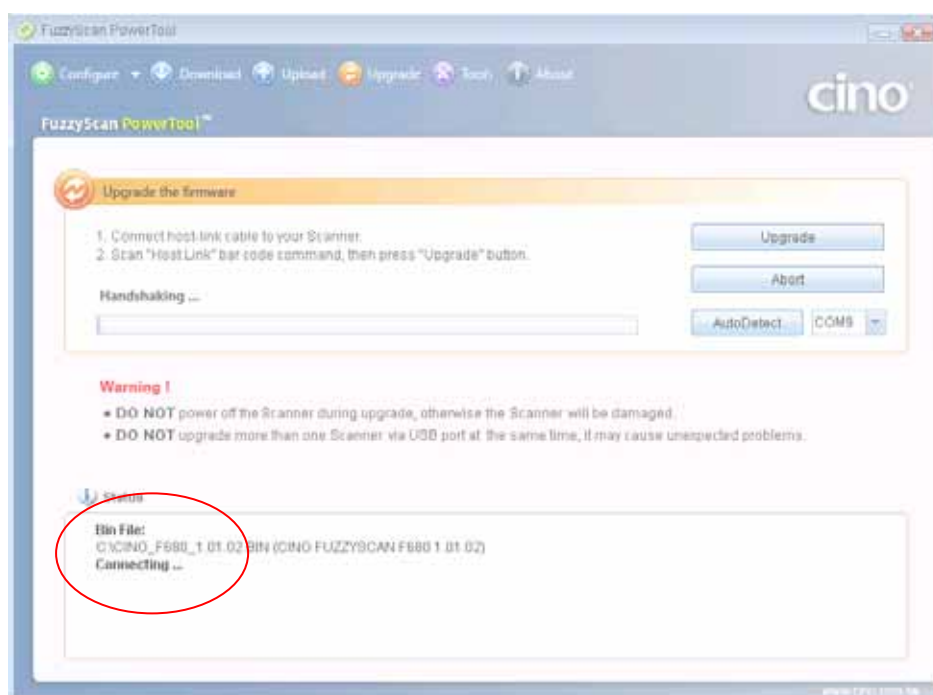 FuzzyScan PowerTool
Configure Download Upload Upgrade Tools About
cino
FuzzyScan PowerTool™
Upgrade the firmware
1. Connect host-link cable to your Scanner.
2. Scan "Host Link" bar code command, then press "Upgrade" button.
Upgrade
Abort
Handshaking ...
AutoDetect COM9
Warning !
• DO NOT power off the Scanner during upgrade, otherwise the Scanner will be damaged.
• DO NOT upgrade more than one Scanner via USB port at the same time, it may cause unexpected problems.
Status
Bin File:
C:\CINO_F680_1.01.02.BIN (CINO FUZZYSCAN F680 1.01.02)
Connecting ...